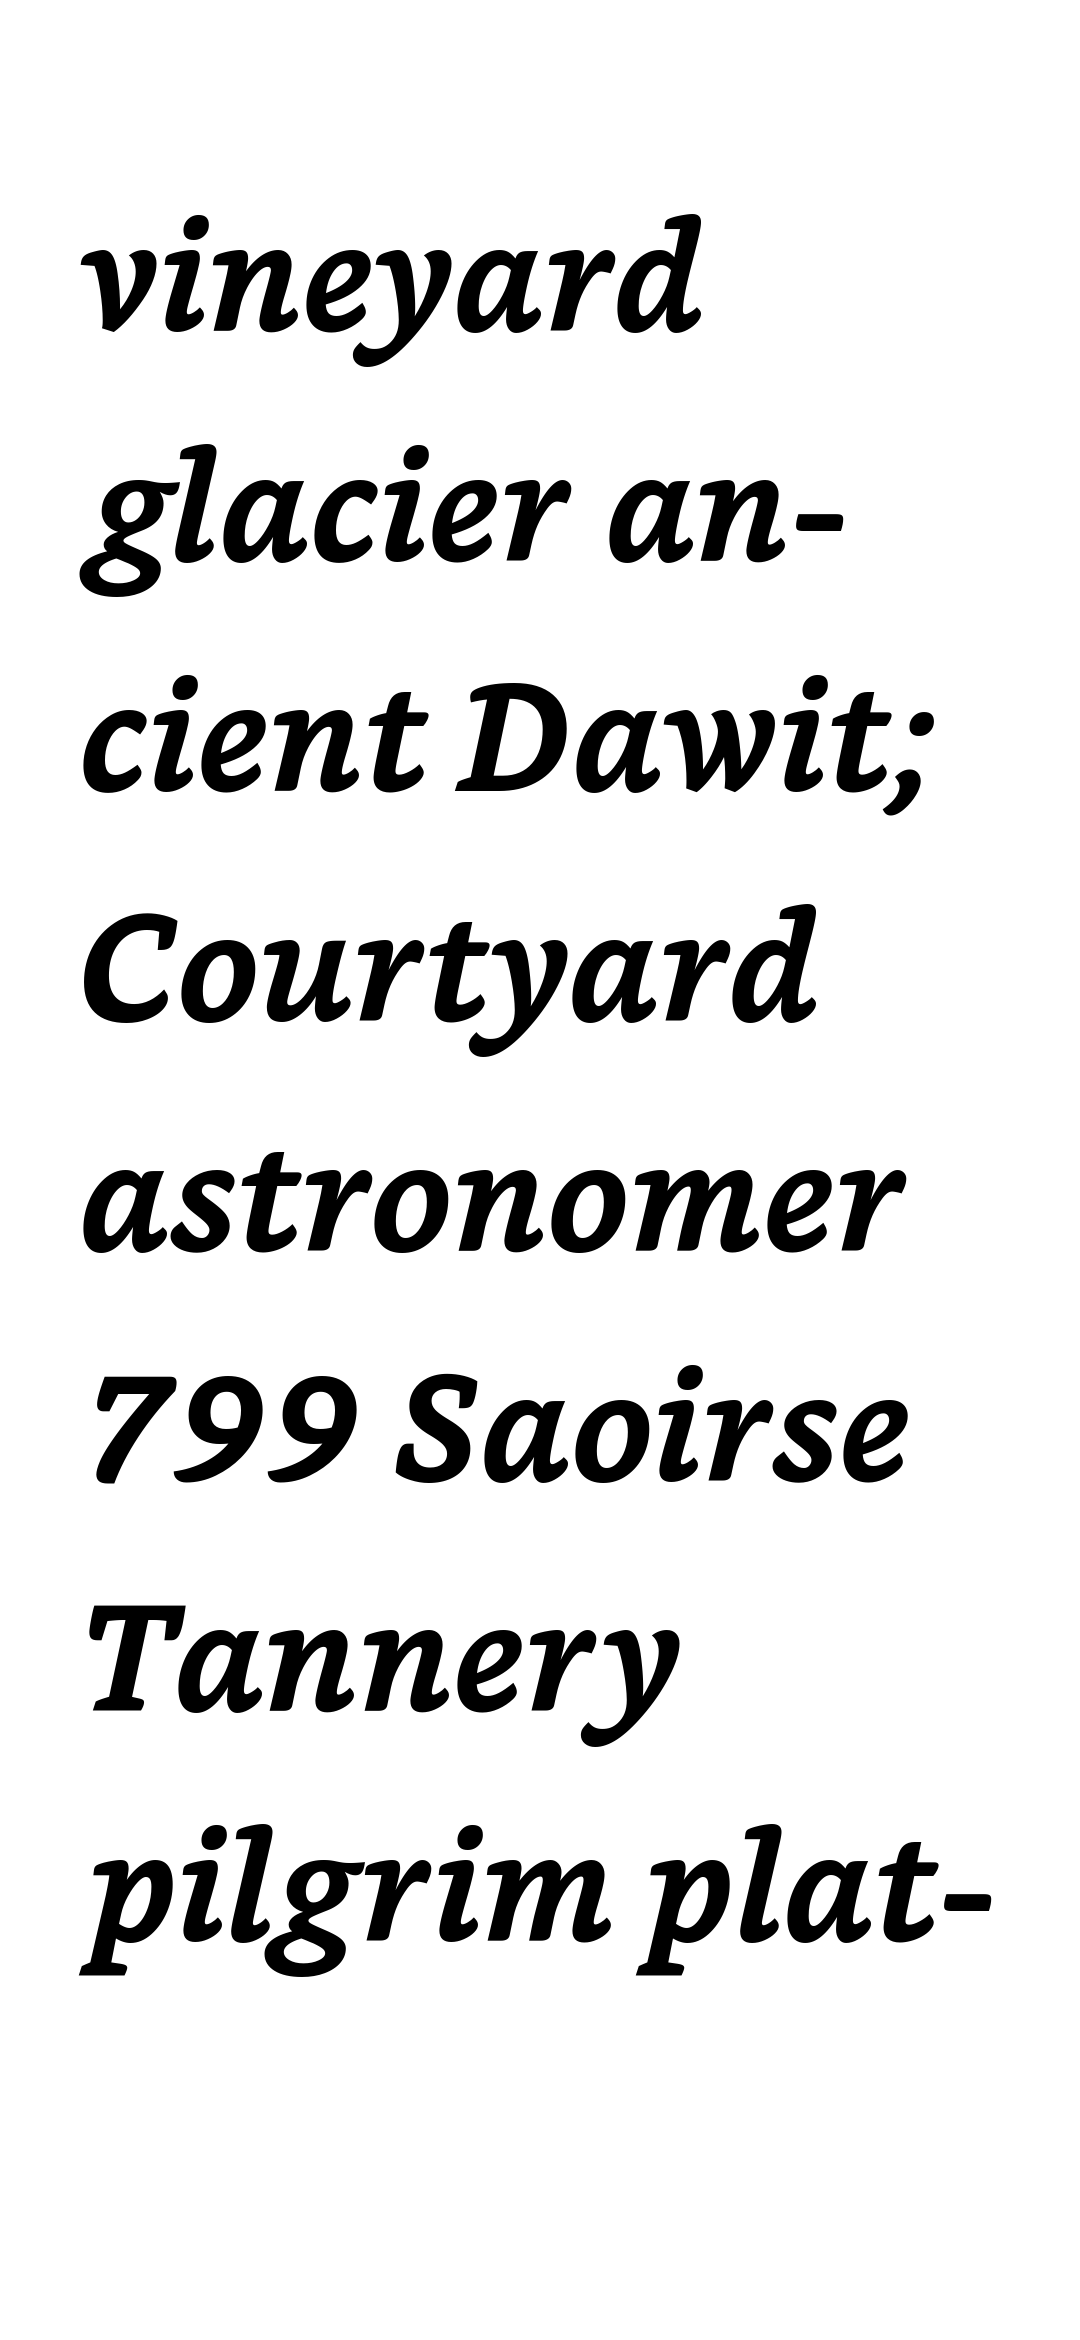 vineyard
glacier an-
cient Dawit;
Courtyard
astronomer
799 Saoirse
Tannery
pilgrim plat-